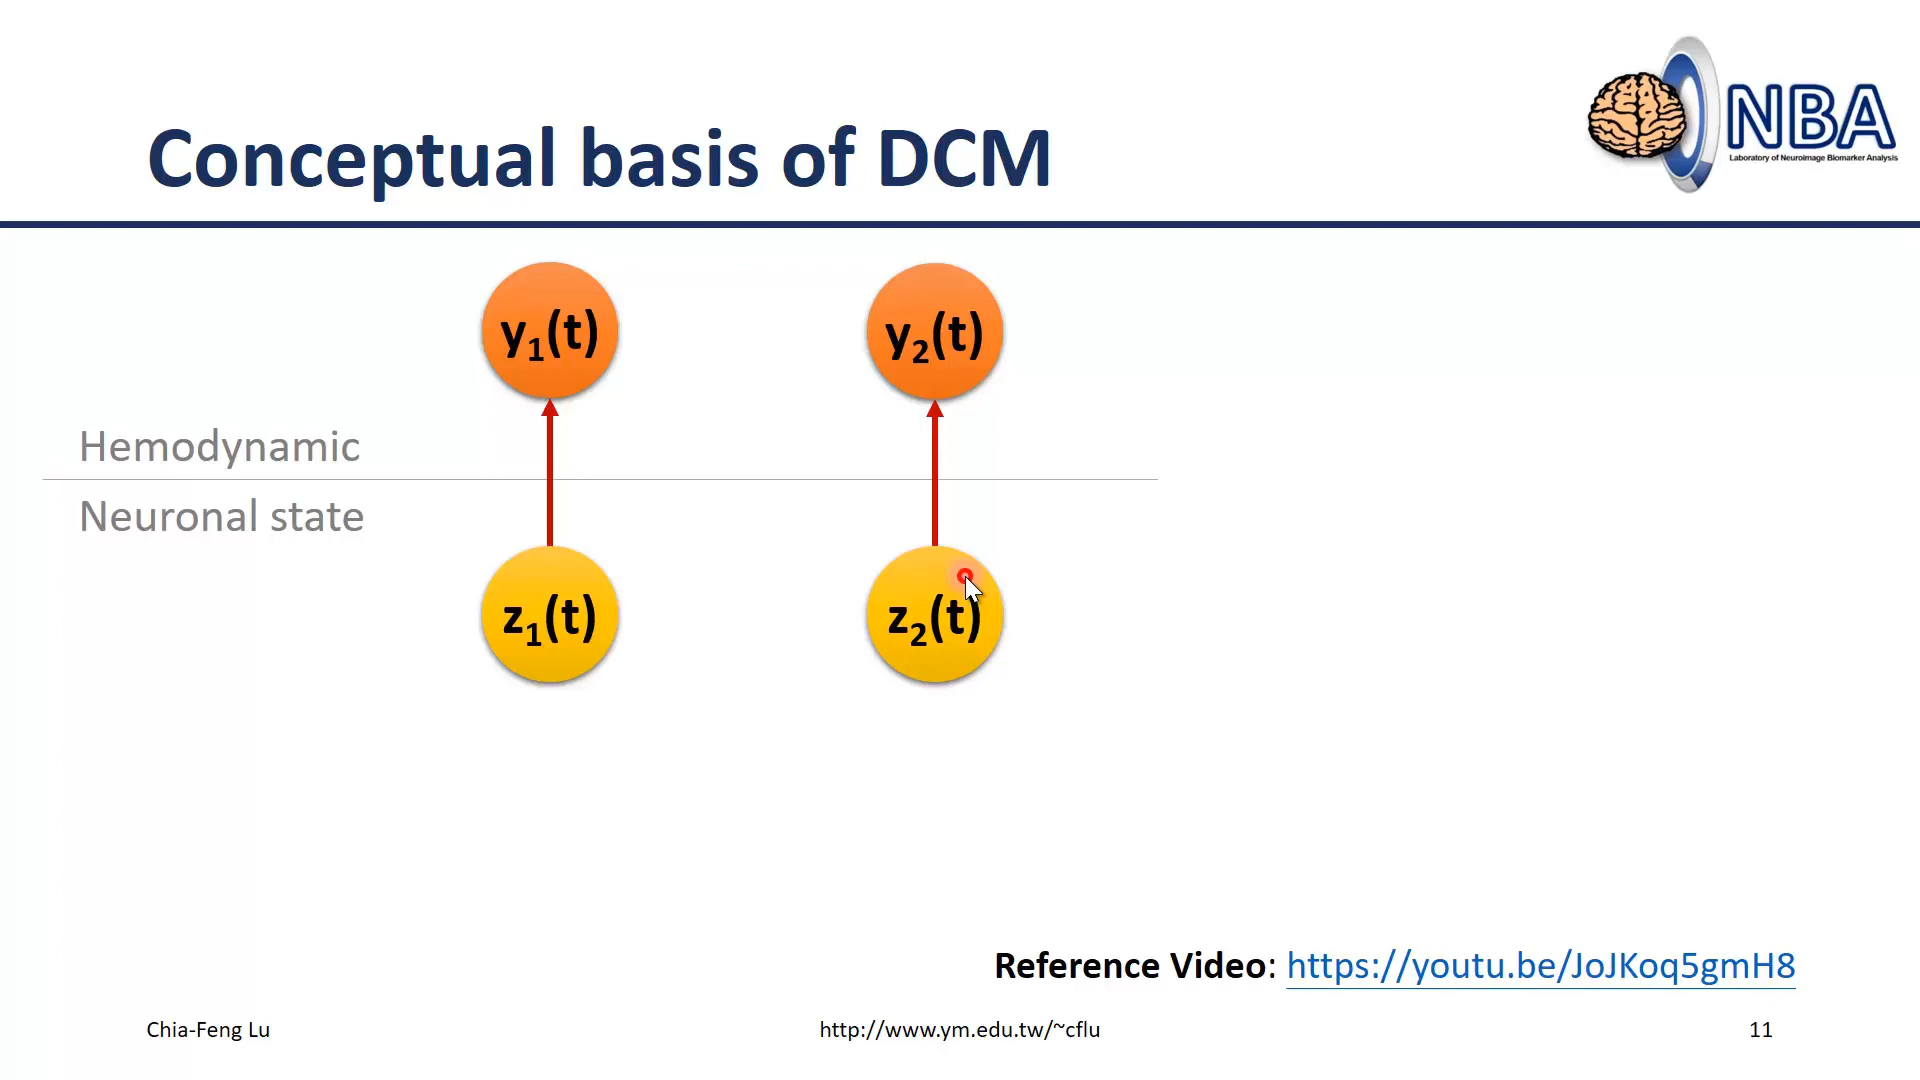 NBA
Laboratory of Neuroimage Biomarker Analysis
Conceptual basis of DCM
y₁(t)
y₂(t)
Hemodynamic
Neuronal state
z₁(t)
z₂(t)
Reference Video: https://youtu.be/JoJKoq5gmH8
Chia-Feng Lu
http://www.ym.edu.tw/~cflu
11